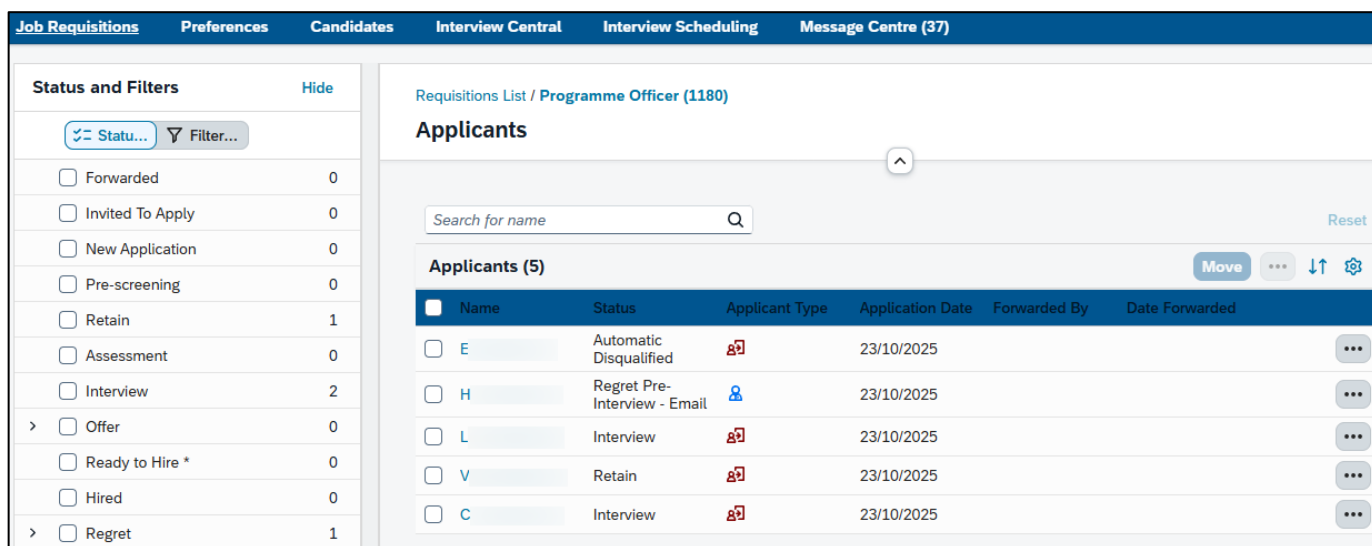 Job Requisitions Preferences Candidates Interview Central Interview Scheduling Message Centre (37)
Status and Filters Hide
Statu... Filter...
Forwarded 0
Invited To Apply 0
New Application 0
Pre-screening 0
Retain 1
Assessment 0
Interview 2
Offer 0
Ready to Hire * 0
Hired 0
Regret 1
Requisitions List / Programme Officer (1180)
Applicants
Search for name
Reset
Applicants (5) Move
Name Status Applicant Type Application Date Forwarded By Date Forwarded
E Automatic Disqualified 23/10/2025
H Regret Pre-Interview - Email 23/10/2025
L Interview 23/10/2025
V Retain 23/10/2025
C Interview 23/10/2025